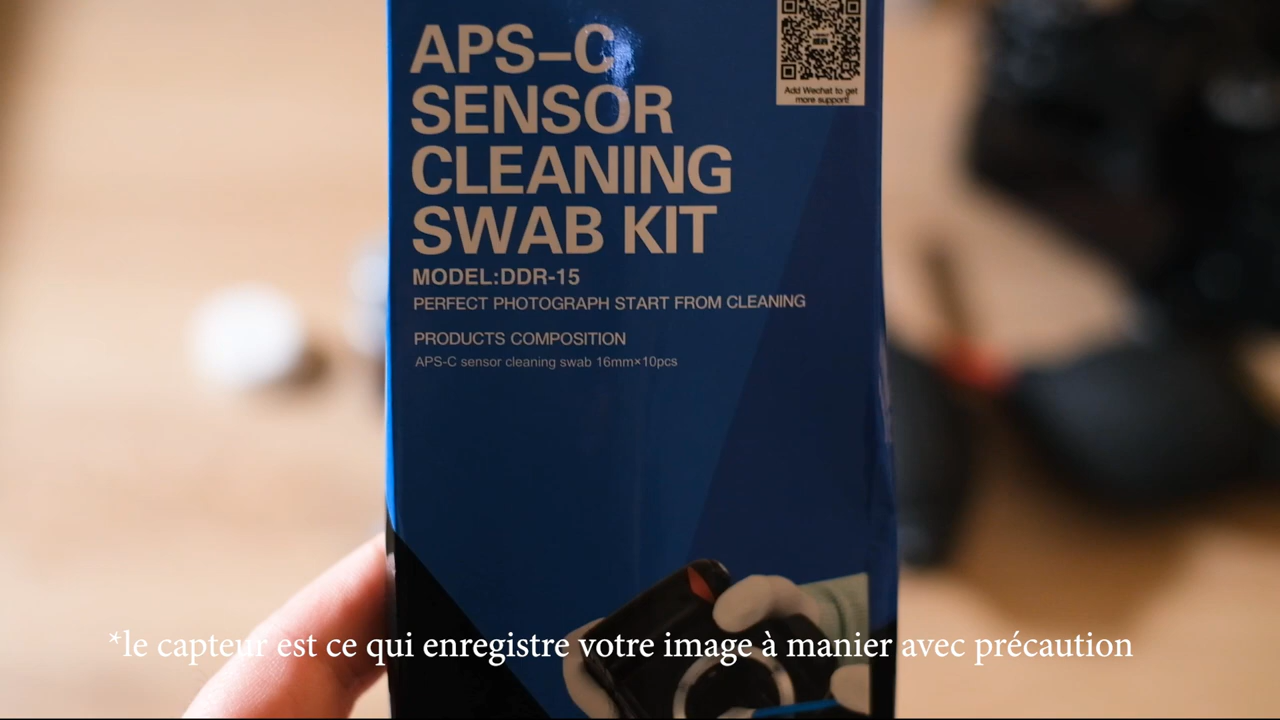 APS-C
SENSOR
CLEANING
SWAB KIT
MODEL:DDR-15
PERFECT PHOTOGRAPH START FROM CLEANING
PRODUCTS COMPOSITION
APS-C sensor cleaning swab 16mm×10pcs
Add Wechat to get
more support!
*le capteur est ce qui enregistre votre image à manier avec précaution